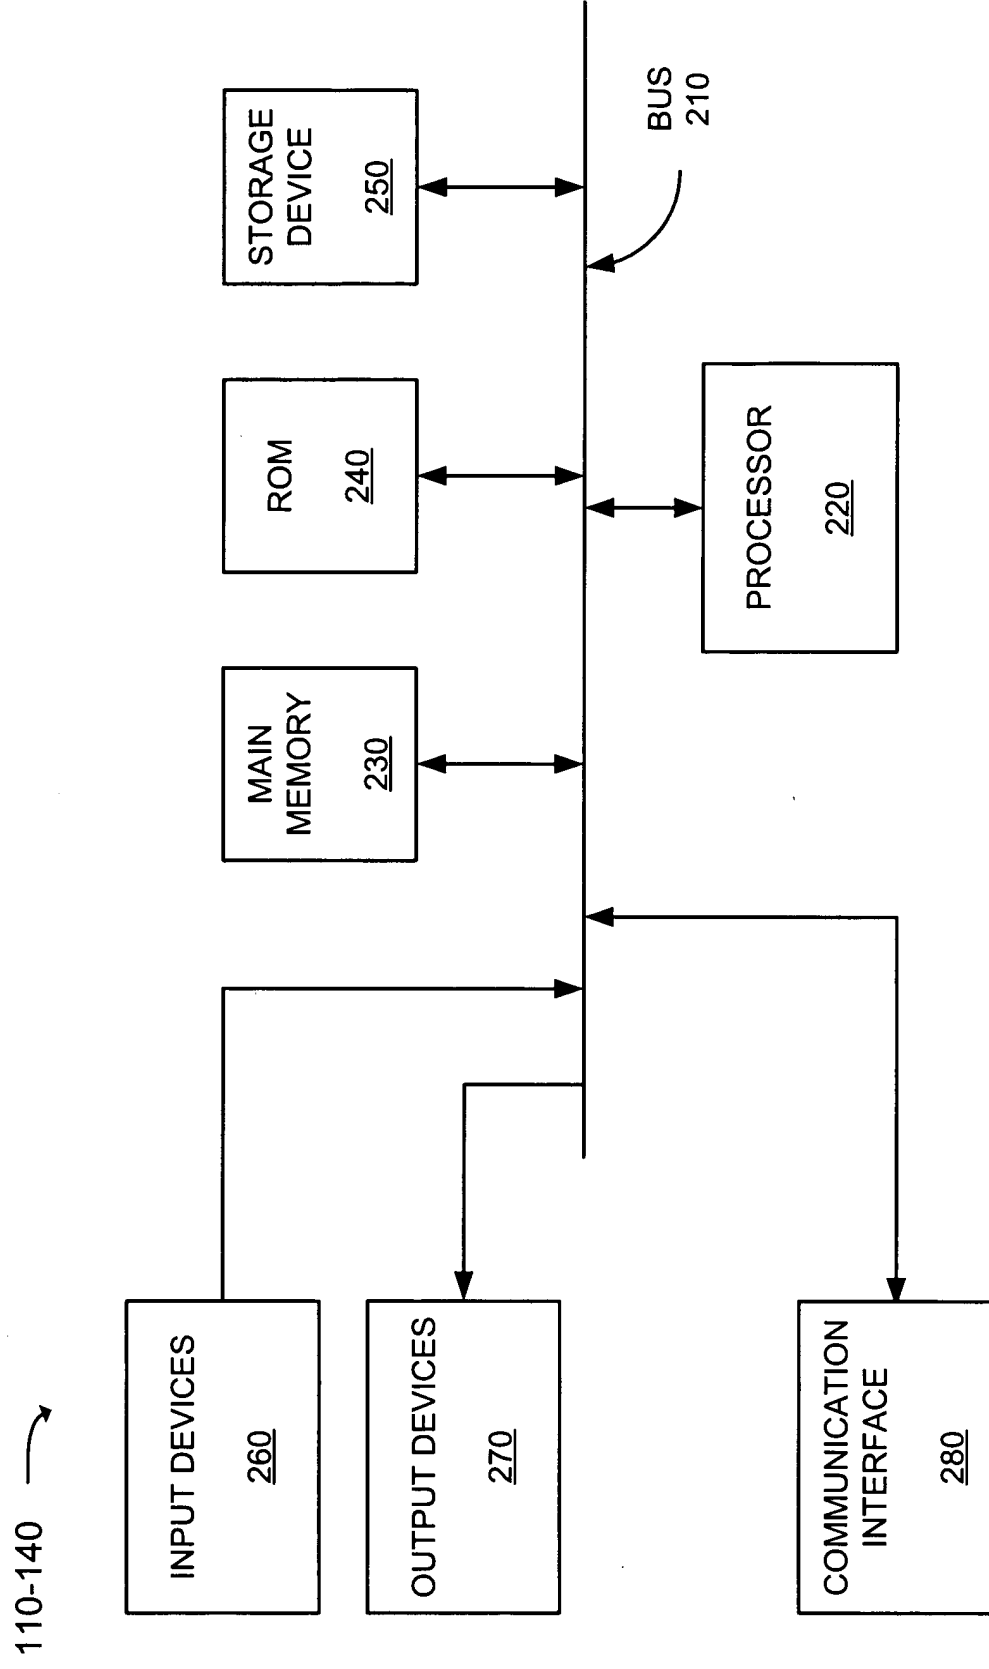 110-140
INPUT DEVICES
260
OUTPUT DEVICES
270
COMMUNICATION
INTERFACE
280
MAIN
MEMORY
230
ROM
240
STORAGE
DEVICE
250
PROCESSOR
220
BUS
210